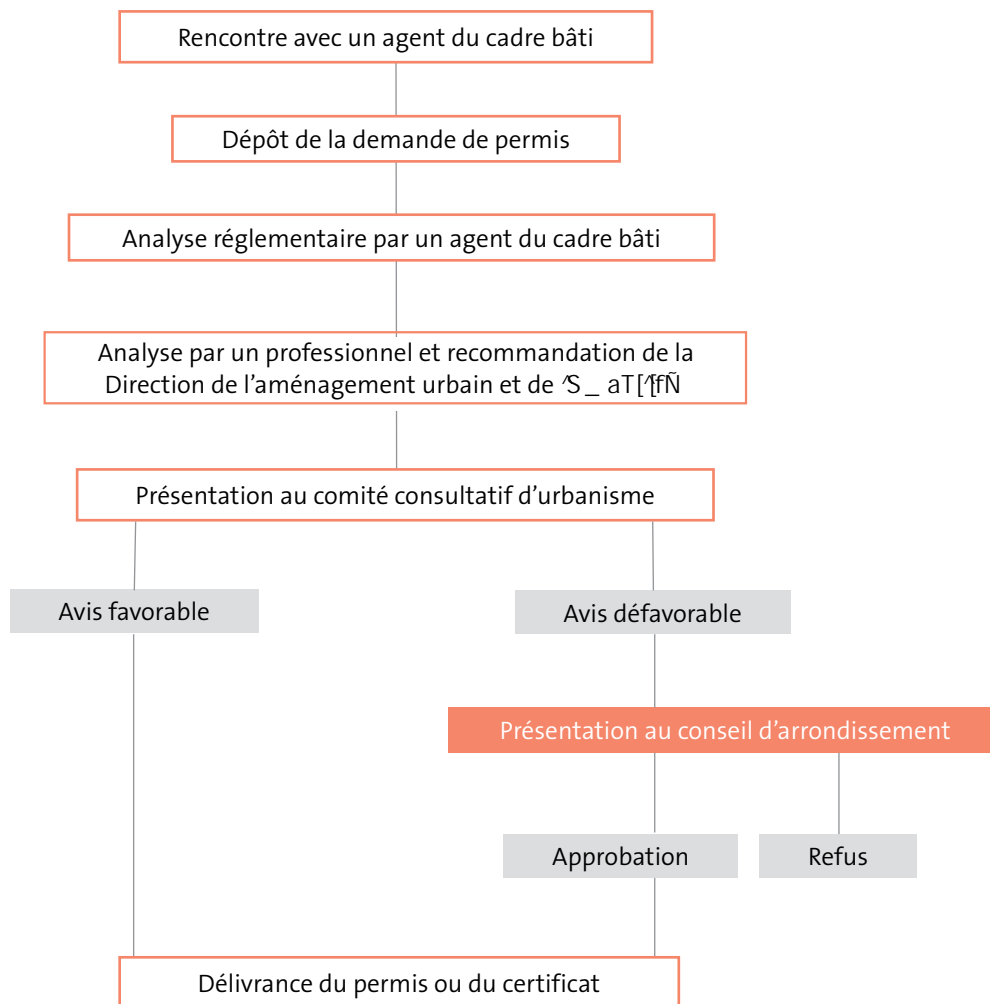 Rencontre avec un agent du cadre bâti
Dépôt de la demande de permis
Analyse réglementaire par un agent du cadre bâti
Analyse par un professionnel et recommandation de la
Direction de l’aménagement urbain et de
Présentation au comité consultatif d’urbanisme
Avis favorable
Avis défavorable
Présentation au conseil d’arrondissement
Approbation
Refus
Délivrance du permis ou du certificat